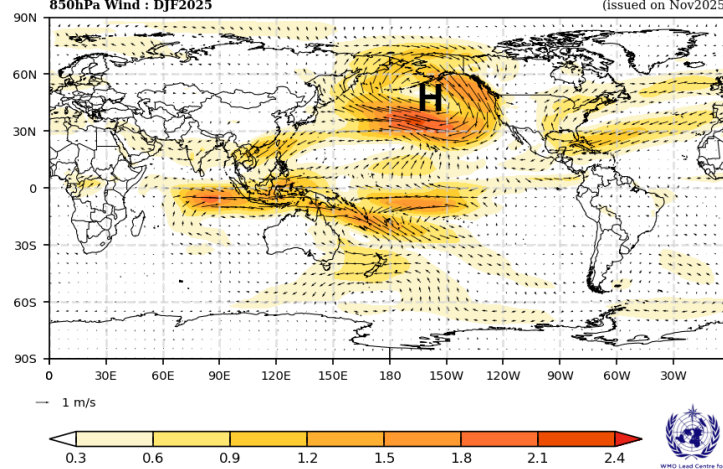 850hPa Wind : DJF2025 (issued on Nov2025
90N
60N
30N
0
30S
60S
90S
H
0 30E 60E 90E 120E 150E 180 150W 120W 90W 60W 30W
1 m/s
0.3 0.6 0.9 1.2 1.5 1.8 2.1 2.4
WMO Lead Centre fo